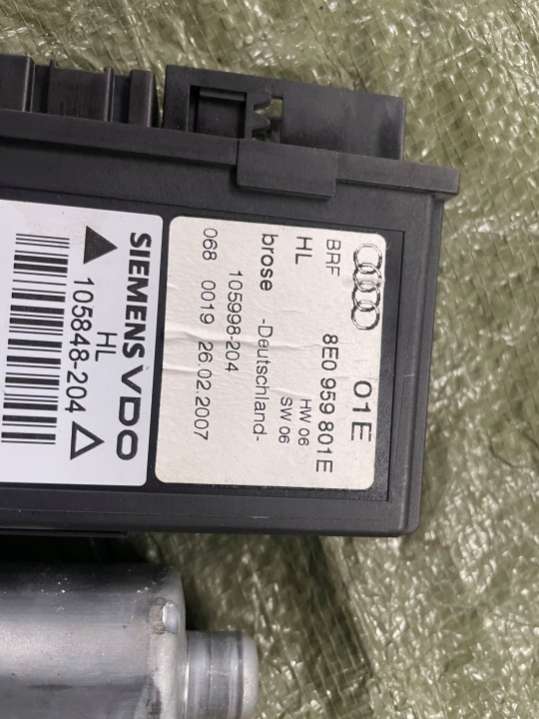 01E
BRF 8E0 959 801E
HL HW 06
SW 06
brose -Deutschland-
105998-204
068 0019 26.02.2007
SIEMENS VDO
HL
105848-204